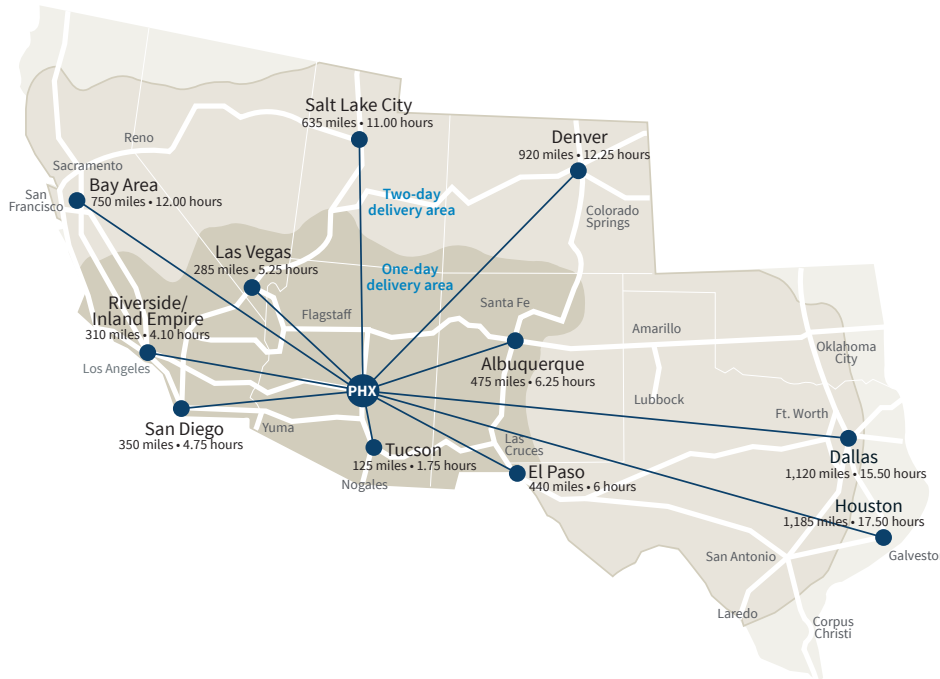 Salt Lake City
635 miles • 11.00 hours
Denver
920 miles • 12.25 hours
Reno
Sacramento
Bay Area
750 miles • 12.00 hours
San
Francisco
Two-day
delivery area
Colorado
Springs
Las Vegas
285 miles • 5.25 hours
One-day
delivery area
Riverside/
Inland Empire
310 miles • 4.10 hours
Flagstaff
Santa Fe
Amarillo
Oklahoma
City
Los Angeles
Albuquerque
475 miles • 6.25 hours
PHX
Lubbock
Ft. Worth
San Diego
350 miles • 4.75 hours
Yuma
Tucson
125 miles • 1.75 hours
Nogales
Las
Cruces
El Paso
440 miles • 6 hours
Dallas
1,120 miles • 15.50 hours
Houston
1,185 miles • 17.50 hours
San Antonio
Galvesto
Laredo
Corpus
Christi